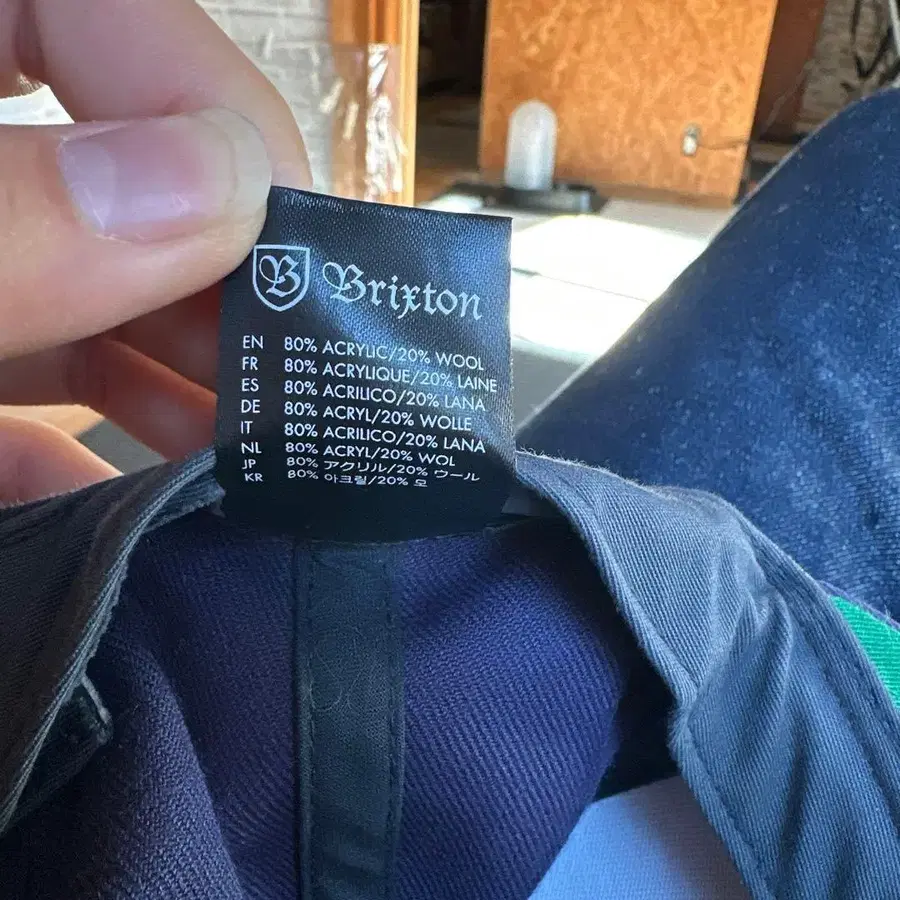 B Brixton
EN 80% ACRYLIC/20% WOOL
FR 80% ACRYLIQUE/20% LAINE
ES 80% ACRILICO/20% LANA
DE 80% ACRYL/20% WOLLE
IT 80% ACRILICO/20% LANA
NL 80% ACRYL/20% WOL
JP 80% アクリル/20% ウール
KR 80% 아크릴/20% 모